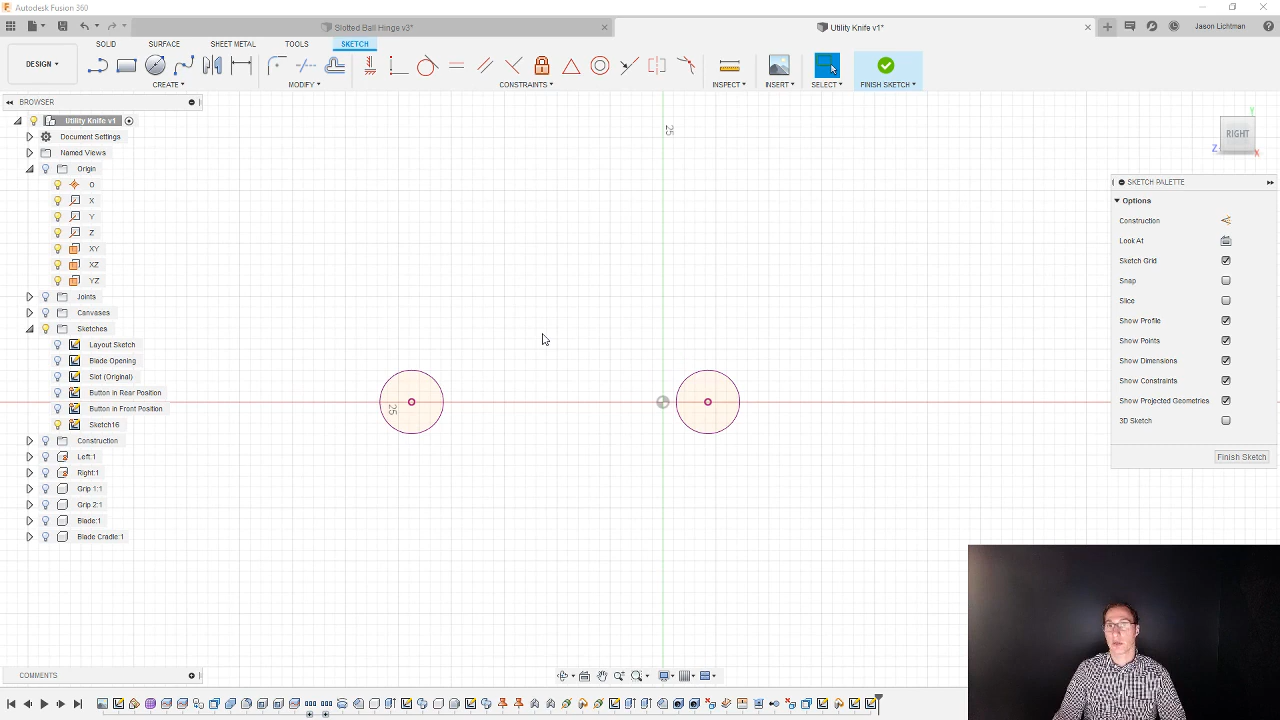 Autodesk Fusion 360
Slotted Ball Hinge v3*
Utility Knife v1*
Jason Lichtman
DESIGN
SOLID SURFACE SHEET METAL TOOLS SKETCH
CREATE MODIFY CONSTRAINTS INSPECT INSERT SELECT FINISH SKETCH
BROWSER
Utility Knife v1
Document Settings
Named Views
Origin
O
X
Y
Z
XY
XZ
YZ
Joints
Canvases
Sketches
Layout Sketch
Blade Opening
Slot (Original)
Button in Rear Position
Button in Front Position
Sketch16
Construction
Left:1
Right:1
Grip 1:1
Grip 2:1
Blade:1
Blade Cradle:1
25
25
Y
RIGHT
Z
X
SKETCH PALETTE
Options
Construction
Look At
Sketch Grid
Snap
Slice
Show Profile
Show Points
Show Dimensions
Show Constraints
Show Projected Geometries
3D Sketch
Finish Sketch
COMMENTS